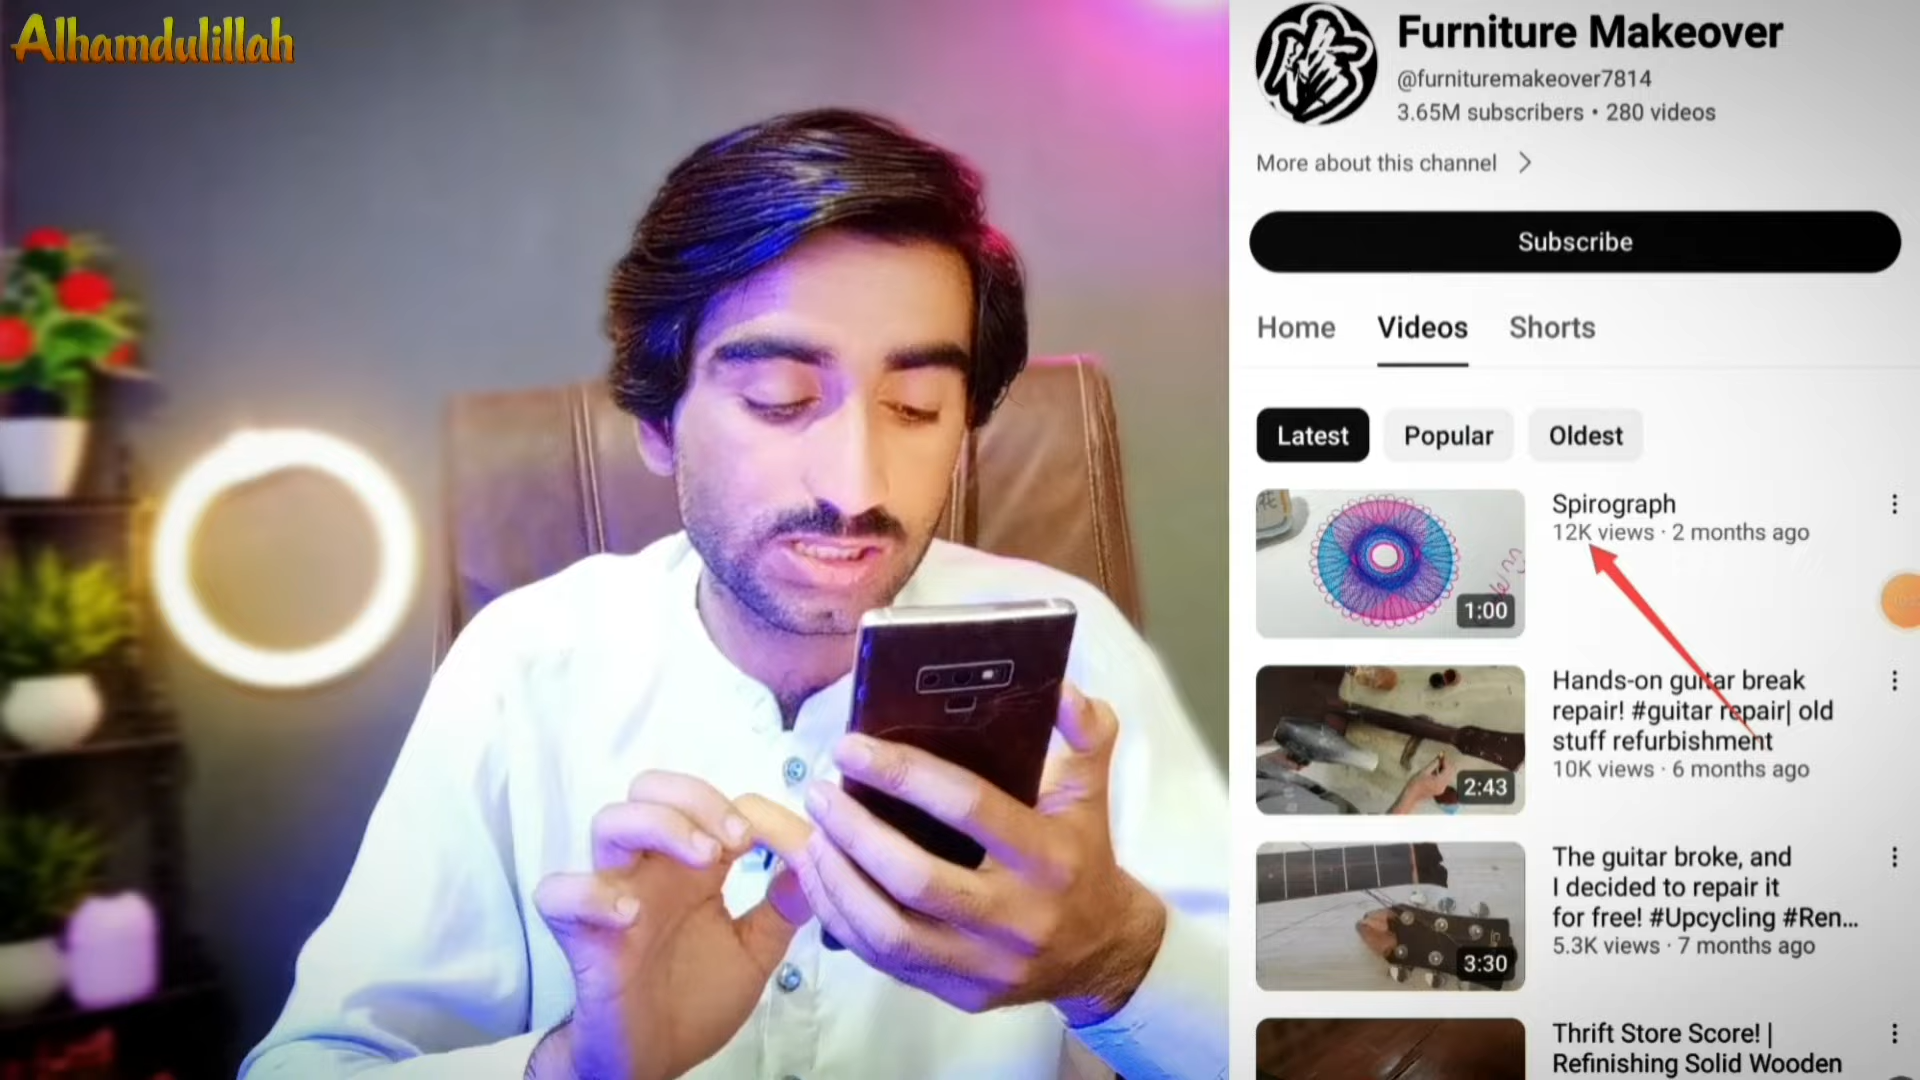 Alhamdulillah
Furniture Makeover
@furnituremakeover7814
3.65M subscribers • 280 videos
More about this channel
Subscribe
Home Videos Shorts
Latest Popular Oldest
Spirograph
12K views · 2 months ago
1:00
Hands-on guitar break
repair! #guitar repair| old
stuff refurbishment
10K views · 6 months ago
2:43
The guitar broke, and
I decided to repair it
for free! #Upcycling #Ren...
5.3K views · 7 months ago
3:30
Thrift Store Score! |
Refinishing Solid Wooden